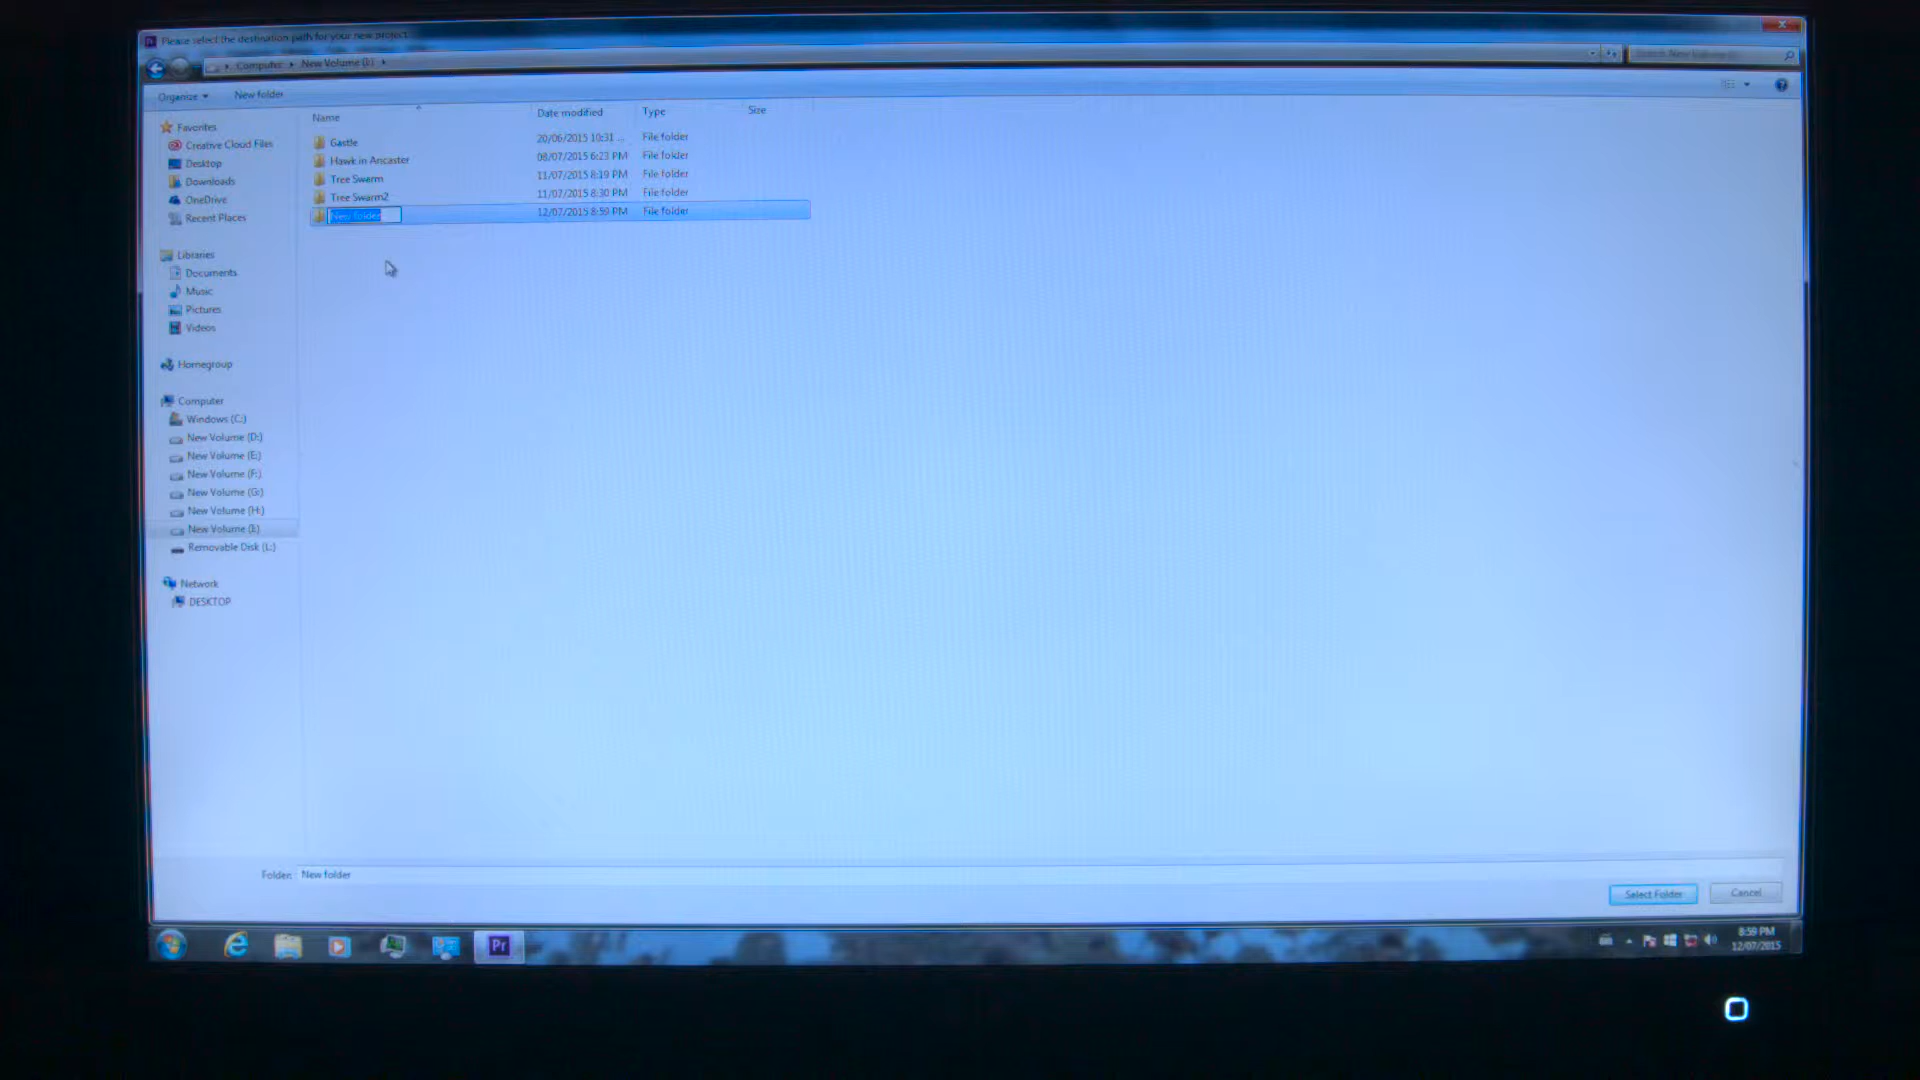 Please select the destination path for your new project.
Computer New Volume (I:)
Organize New folder
Name Date modified Type Size
Gastle 20/06/2015 10:31 ... File folder
Hawk in Ancaster 08/07/2015 6:23 PM File folder
Tree Swarm 11/07/2015 8:19 PM File folder
Tree Swarm2 11/07/2015 8:30 PM File folder
New folder 12/07/2015 8:59 PM File folder
Favorites
Creative Cloud Files
Desktop
Downloads
OneDrive
Recent Places
Libraries
Documents
Music
Pictures
Videos
Homegroup
Computer
Windows (C:)
New Volume (D:)
New Volume (E:)
New Volume (F:)
New Volume (G:)
New Volume (H:)
New Volume (I:)
Removable Disk (L:)
Network
DESKTOP
Folder: New folder
Select Folder Cancel
Pr
8:59 PM
12/07/2015